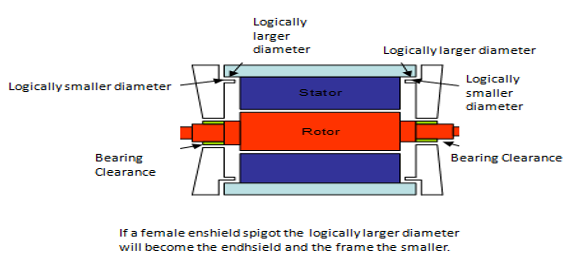 Logically
larger
diameter
Logically larger diameter
Logically smaller diameter
Logically
smaller
diameter
Stator
Rotor
Bearing
Clearance
Bearing
Clearance
If a female enshield spigot the logically larger diameter
will become the endhsield and the frame the smaller.